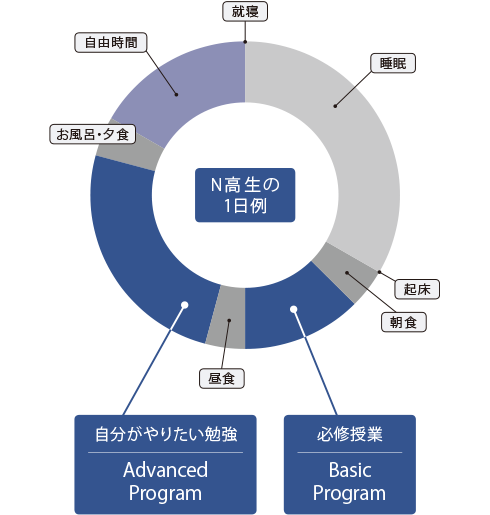 就寝
自由時間
睡眠
お風呂・夕食
N高生の
1日例
起床
朝食
昼食
自分がやりたい勉強
Advanced
Program
必修授業
Basic
Program